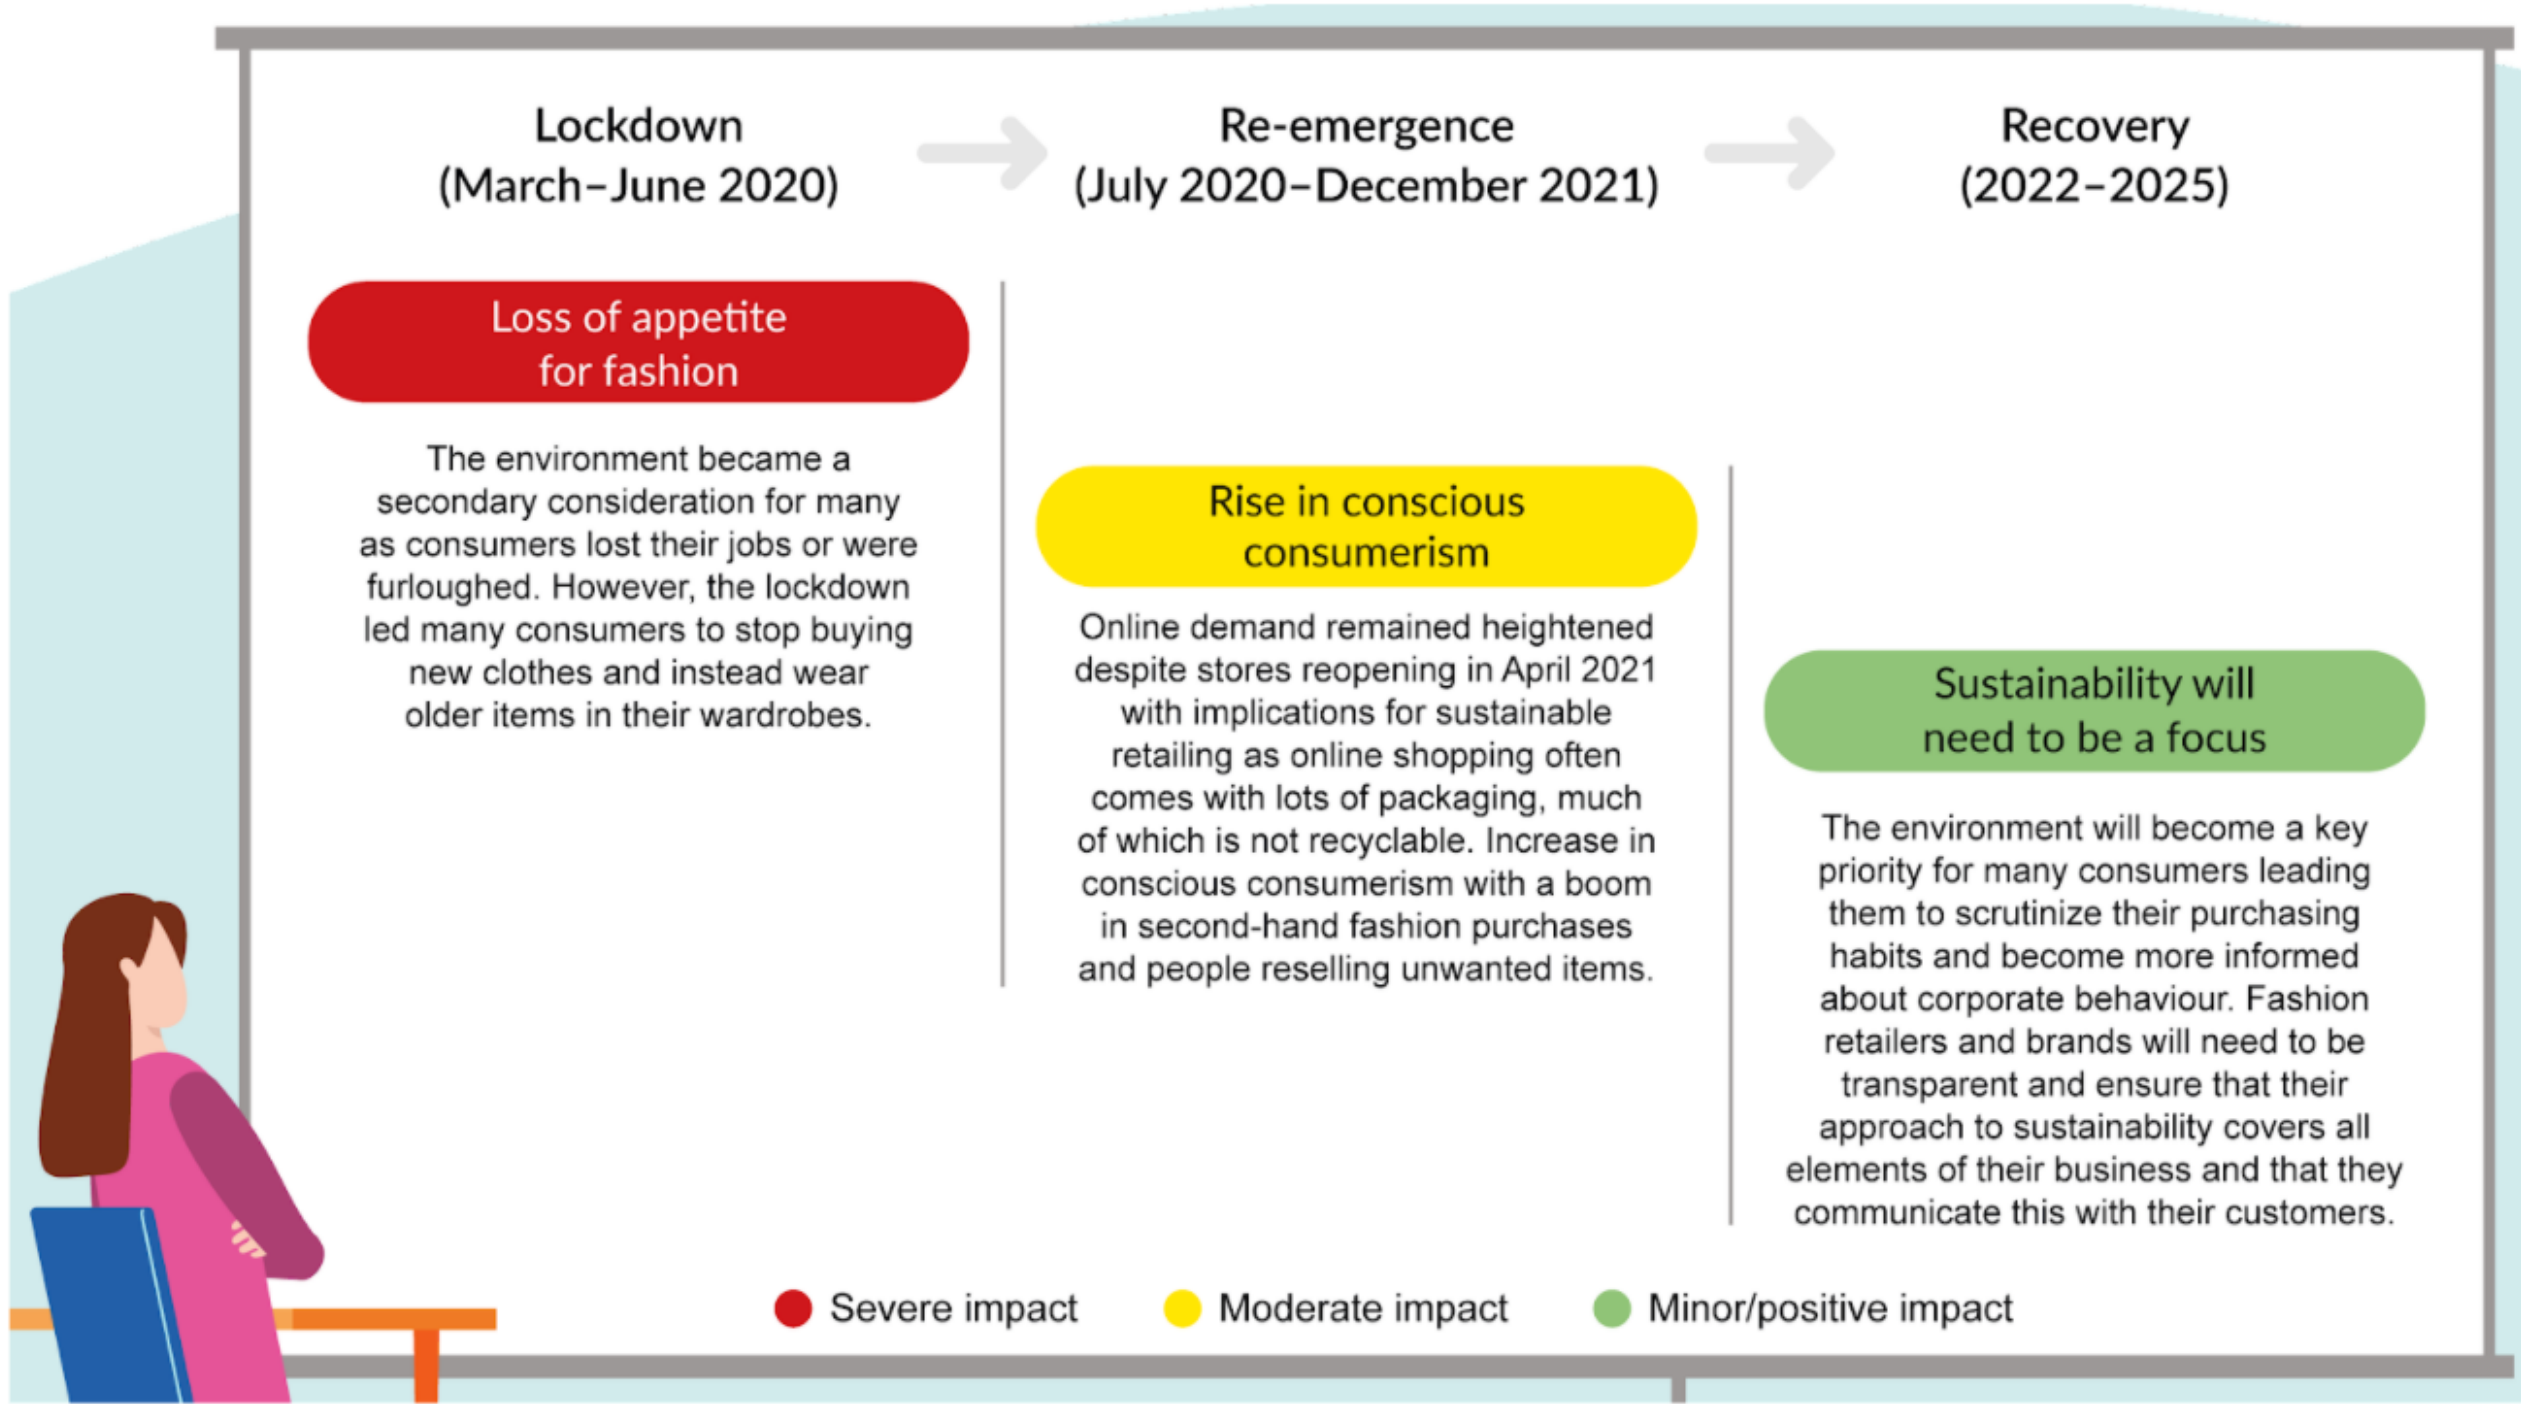 Lockdown
(March–June 2020)
Re-emergence
(July 2020–December 2021)
Recovery
(2022–2025)
Loss of appetite
for fashion
The environment became a
secondary consideration for many
as consumers lost their jobs or were
furloughed. However, the lockdown
led many consumers to stop buying
new clothes and instead wear
older items in their wardrobes.
Rise in conscious
consumerism
Online demand remained heightened
despite stores reopening in April 2021
with implications for sustainable
retailing as online shopping often
comes with lots of packaging, much
of which is not recyclable. Increase in
conscious consumerism with a boom
in second-hand fashion purchases
and people reselling unwanted items.
Sustainability will
need to be a focus
The environment will become a key
priority for many consumers leading
them to scrutinize their purchasing
habits and become more informed
about corporate behaviour. Fashion
retailers and brands will need to be
transparent and ensure that their
approach to sustainability covers all
elements of their business and that they
communicate this with their customers.
Severe impact
Moderate impact
Minor/positive impact